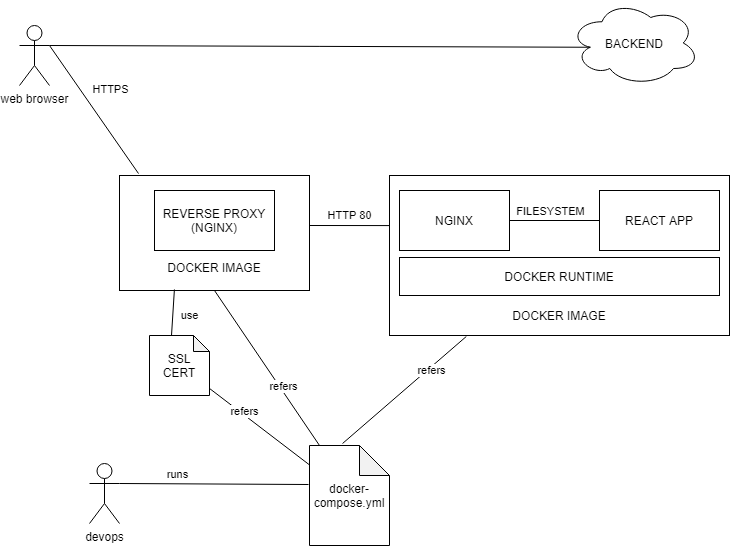 BACKEND
HTTPS
web browser
REVERSE PROXY
(NGINX)
DOCKER IMAGE
HTTP 80
NGINX
FILESYSTEM
REACT APP
DOCKER RUNTIME
DOCKER IMAGE
use
SSL
CERT
refers
refers
refers
runs
docker-
compose.yml
devops